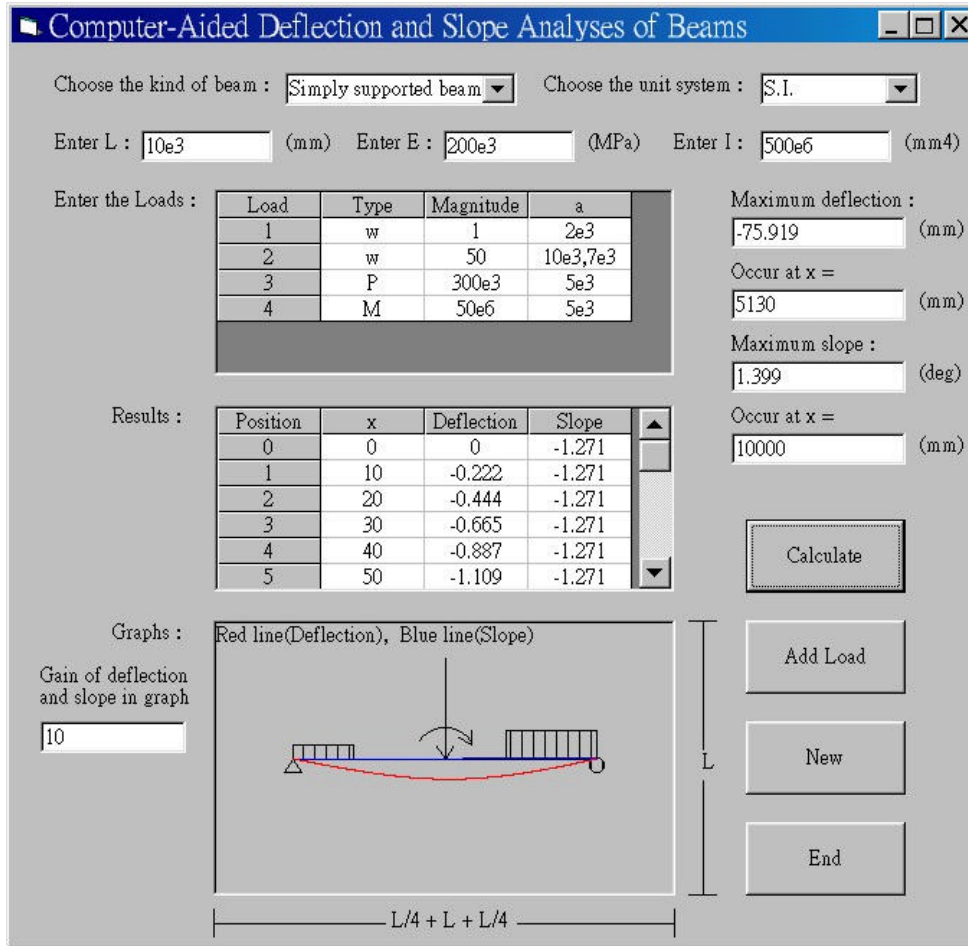 Computer-Aided Deflection and Slope Analyses of Beams
Choose the kind of beam : Simply supported beam Choose the unit system : S.I.
Enter L : 10e3 (mm) Enter E : 200e3 (MPa) Enter I : 500e6 (mm4)
Enter the Loads :
Load Type Magnitude a
1 w 1 2e3
2 w 50 10e3,7e3
3 P 300e3 5e3
4 M 50e6 5e3
Maximum deflection :
-75.919 (mm)
Occur at x =
5130 (mm)
Maximum slope :
1.399 (deg)
Occur at x =
10000 (mm)
Results :
Position x Deflection Slope
0 0 0 -1.271
1 10 -0.222 -1.271
2 20 -0.444 -1.271
3 30 -0.665 -1.271
4 40 -0.887 -1.271
5 50 -1.109 -1.271
Calculate
Graphs :
Red line(Deflection), Blue line(Slope)
Gain of deflection
and slope in graph
10
L
L/4 + L + L/4
Add Load
New
End